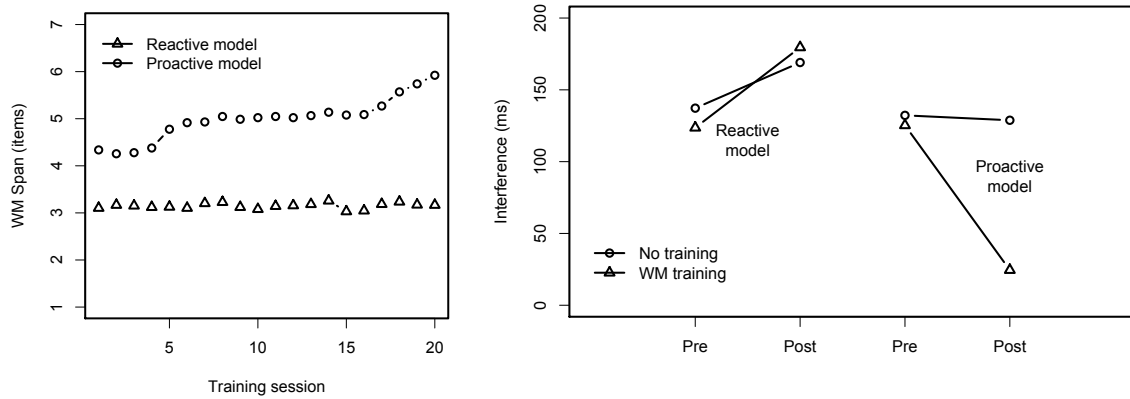 7
6
5
4
3
2
1
WM Span (items)
Reactive model
Proactive model
5
10
15
20
Training session
200
150
100
50
0
Interference (ms)
Reactive
model
Proactive
model
No training
WM training
Pre
Post
Pre
Post